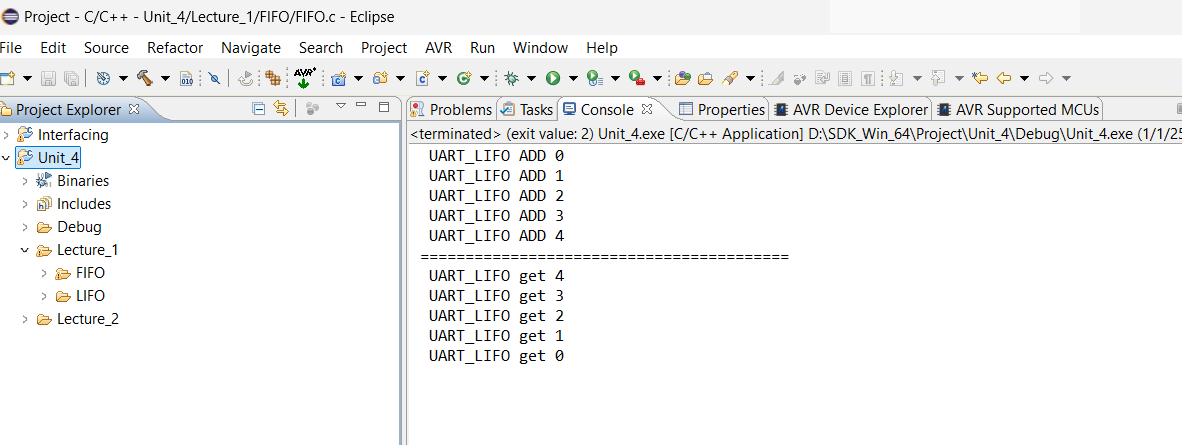 Project - C/C++ - Unit_4/Lecture_1/FIFO/FIFO.c - Eclipse
File Edit Source Refactor Navigate Search Project AVR Run Window Help
010 AVR
Project Explorer
Interfacing
Unit_4
Binaries
Includes
Debug
Lecture_1
FIFO
LIFO
Lecture_2
Problems Tasks Console Properties AVR Device Explorer AVR Supported MCUs
<terminated> (exit value: 2) Unit_4.exe [C/C++ Application] D:\SDK_Win_64\Project\Unit_4\Debug\Unit_4.exe (1/1/25
UART_LIFO ADD 0
UART_LIFO ADD 1
UART_LIFO ADD 2
UART_LIFO ADD 3
UART_LIFO ADD 4
=========================================
UART_LIFO get 4
UART_LIFO get 3
UART_LIFO get 2
UART_LIFO get 1
UART_LIFO get 0